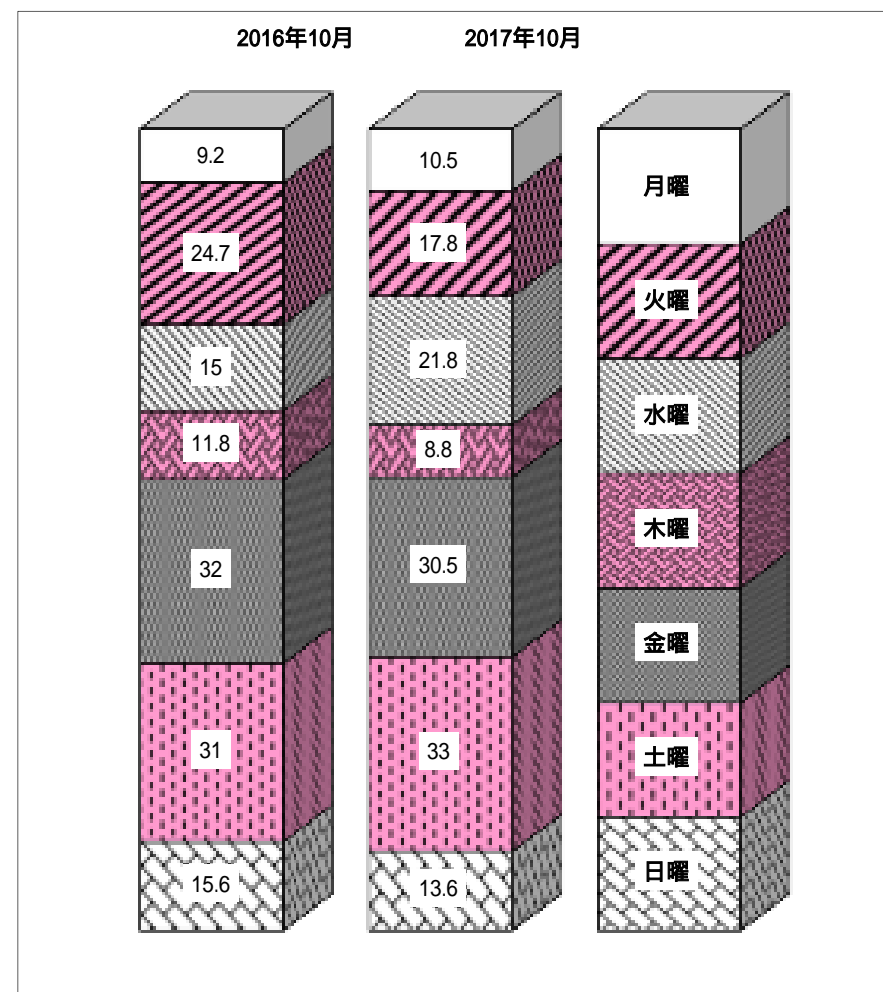 2016年10月 2017年10月
9.2 10.5 月曜
24.7 17.8 火曜
15 21.8 水曜
11.8 8.8 木曜
32 30.5 金曜
31 33 土曜
15.6 13.6 日曜